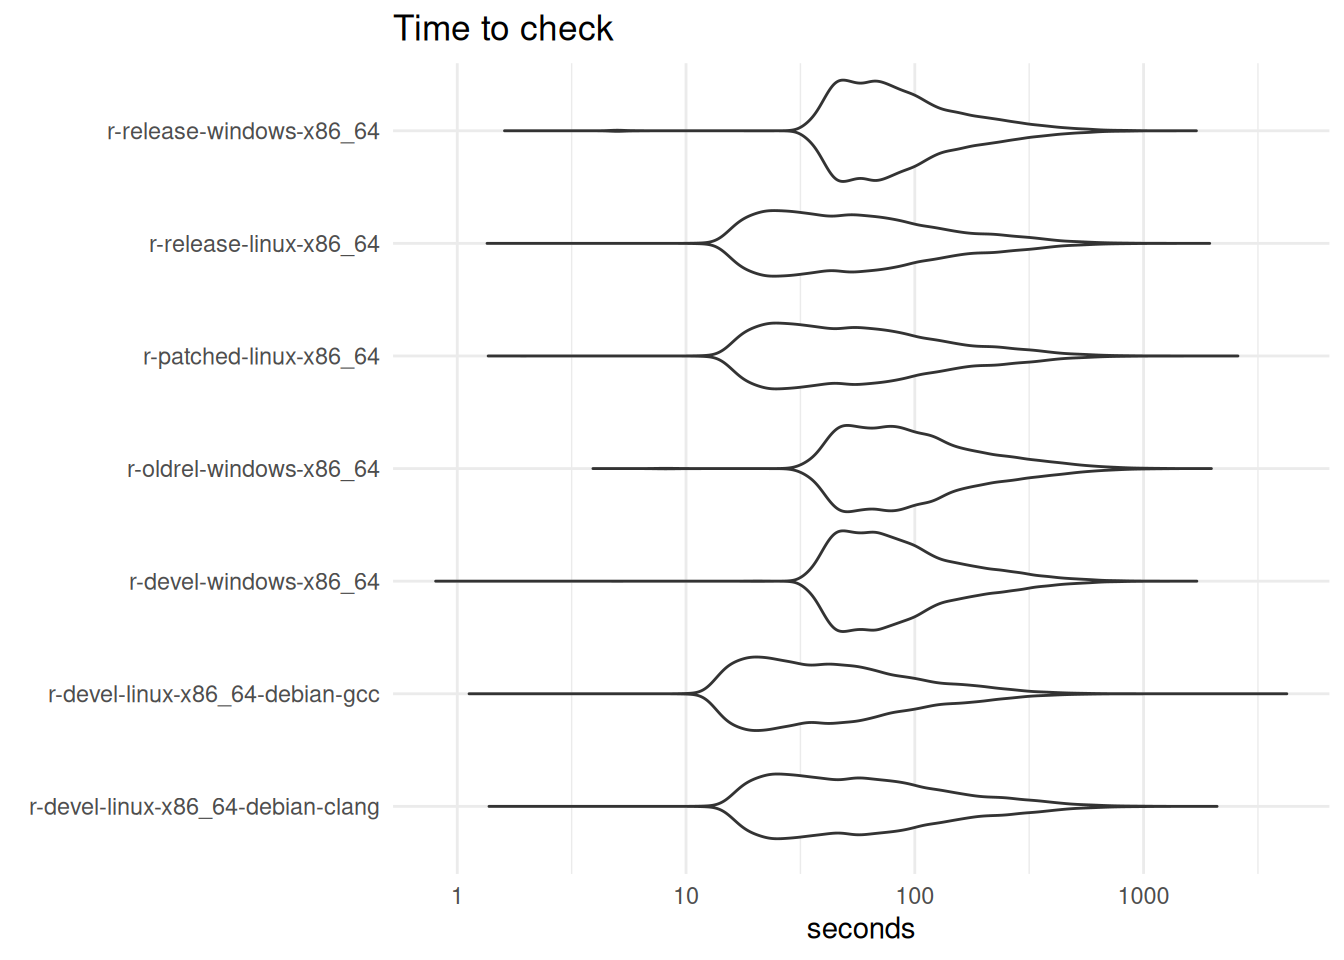 Time to check
r-release-windows-x86_64
r-release-linux-x86_64
r-patched-linux-x86_64
r-oldrel-windows-x86_64
r-devel-windows-x86_64
r-devel-linux-x86_64-debian-gcc
r-devel-linux-x86_64-debian-clang
1 10 100 1000
seconds